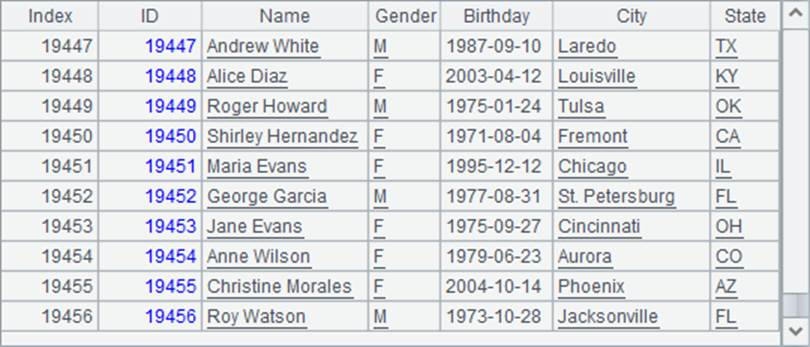 Index ID Name Gender Birthday City State
19447 19447 Andrew White M 1987-09-10 Laredo TX
19448 19448 Alice Diaz F 2003-04-12 Louisville KY
19449 19449 Roger Howard M 1975-01-24 Tulsa OK
19450 19450 Shirley Hernandez F 1971-08-04 Fremont CA
19451 19451 Maria Evans F 1995-12-12 Chicago IL
19452 19452 George Garcia M 1977-08-31 St. Petersburg FL
19453 19453 Jane Evans F 1975-09-27 Cincinnati OH
19454 19454 Anne Wilson F 1979-06-23 Aurora CO
19455 19455 Christine Morales F 2004-10-14 Phoenix AZ
19456 19456 Roy Watson M 1973-10-28 Jacksonville FL